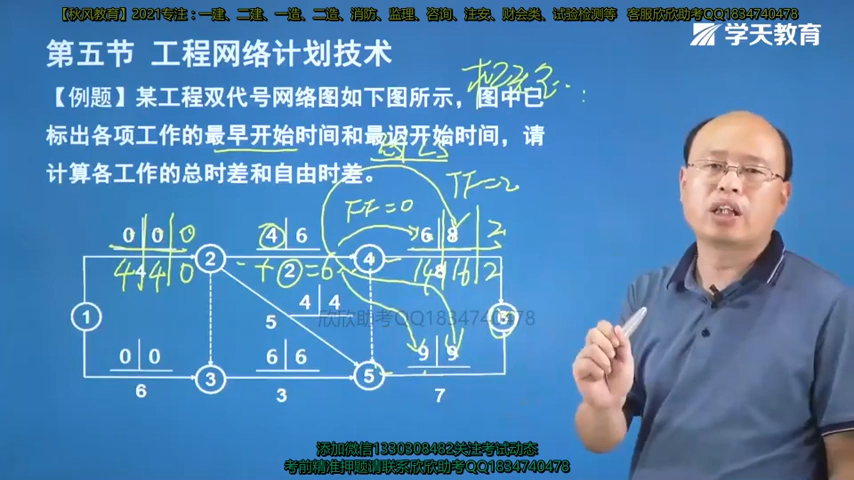 【秋风教育】2021专注：一建、二建、一造、二造、消防、监理、咨询、注安、财会类、试验检测等 客服欣欣助考QQ1834740478
学天教育
第五节 工程网络计划技术
【例题】某工程双代号网络图如下图所示，图中已
标出各项工作的最早开始时间和最迟开始时间，请
计算各工作的总时差和自由时差。
ES LS
TF=2
FF=0
0 0 0
4 6
6 8 2
4 4 0
+ 2 =6
14 16 2
1
2
4
4 4
5
欣欣助考QQ1834740478
0 0
6 6
9 9
3
5
6
3
7
添加微信1330308482关注考试动态
考前精准押题请联系欣欣助考QQ1834740478